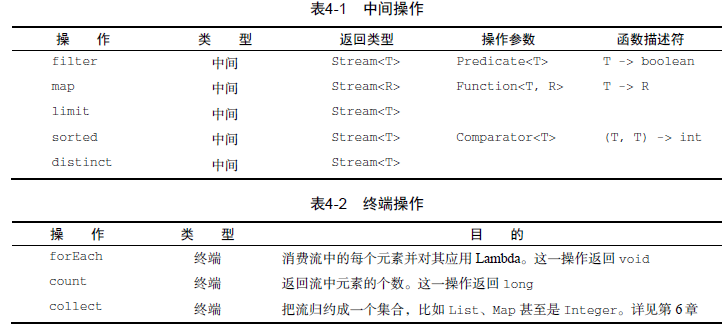 表4-1 中间操作
操 作 类 型 返回类型 操作参数 函数描述符
filter 中间 Stream<T> Predicate<T> T -> boolean
map 中间 Stream<R> Function<T, R> T -> R
limit 中间 Stream<T>
sorted 中间 Stream<T> Comparator<T> (T, T) -> int
distinct 中间 Stream<T>
表4-2 终端操作
操 作 类 型 目 的
forEach 终端 消费流中的每个元素并对其应用 Lambda。这一操作返回 void
count 终端 返回流中元素的个数。这一操作返回 long
collect 终端 把流归约成一个集合，比如 List、Map 甚至是 Integer。详见第 6 章